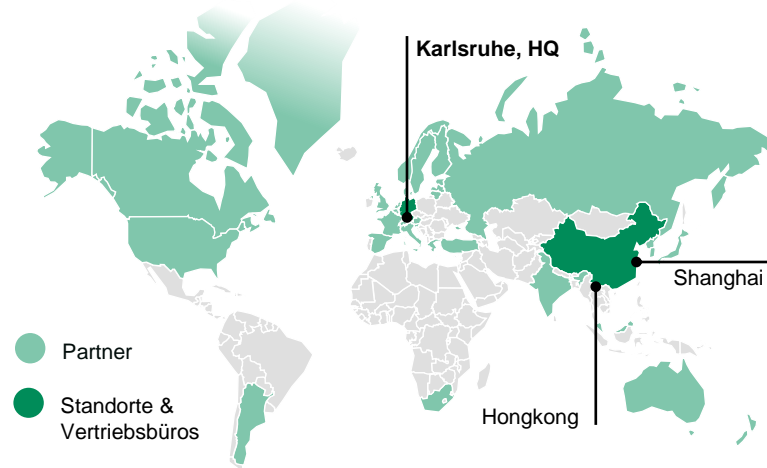 Karlsruhe, HQ
Shanghai
Partner
Standorte &
Vertriebsbüros
Hongkong